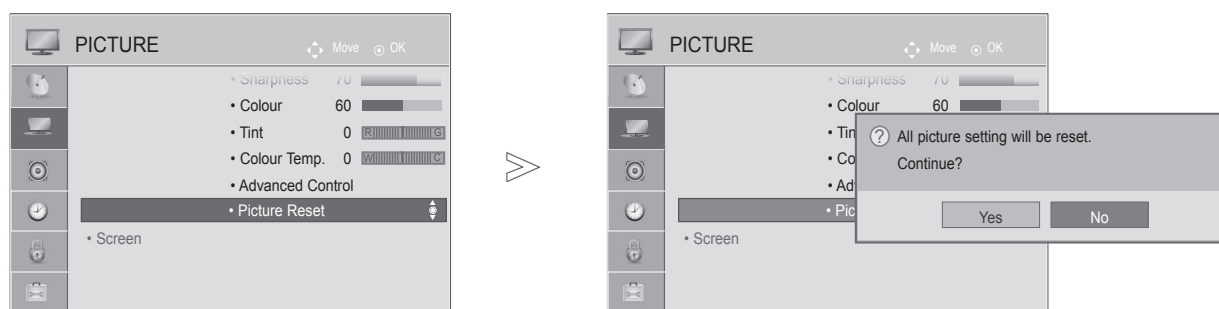 PICTURE
Move
OK
• Sharpness 70
• Colour 60
• Tint 0 R G
• Colour Temp. 0 W C
• Advanced Control
• Picture Reset
• Screen
PICTURE
Move
OK
• Sharpness 70
• Colour 60
• Tin
• Co
• Ad
• Pic
• Screen
? All picture setting will be reset.
Continue?
Yes
No